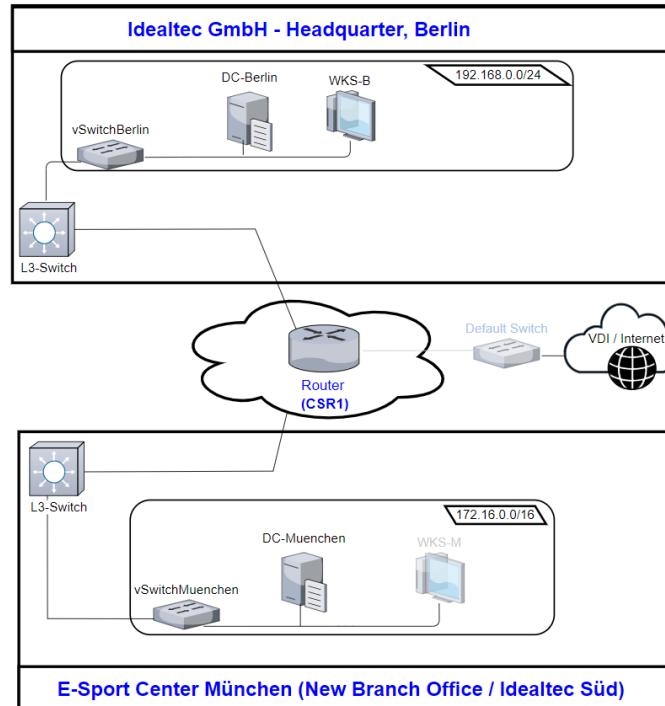 Idealtec GmbH - Headquarter, Berlin
192.168.0.0/24
DC-Berlin
WKS-B
vSwitchBerlin
L3-Switch
Default Switch
VDI / Internet
Router
(CSR1)
L3-Switch
172.16.0.0/16
DC-Muenchen
WKS-M
vSwitchMuenchen
E-Sport Center München (New Branch Office / Idealtec Süd)